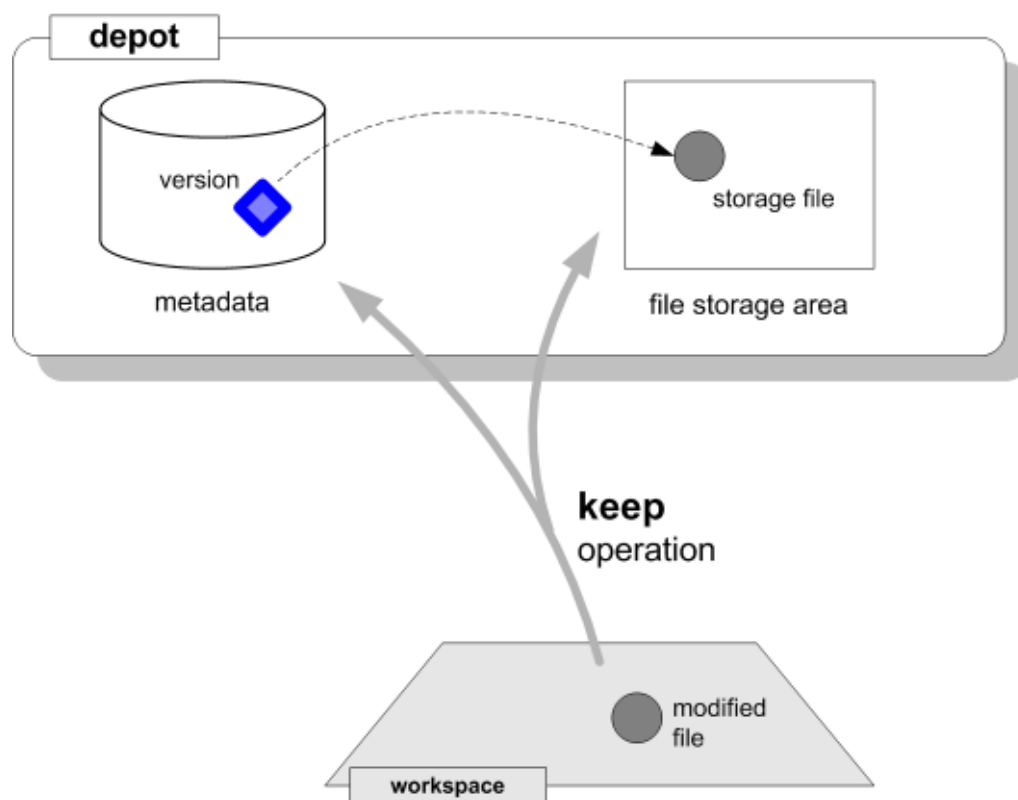 depot
version
storage file
metadata
file storage area
keep
operation
modified
file
workspace